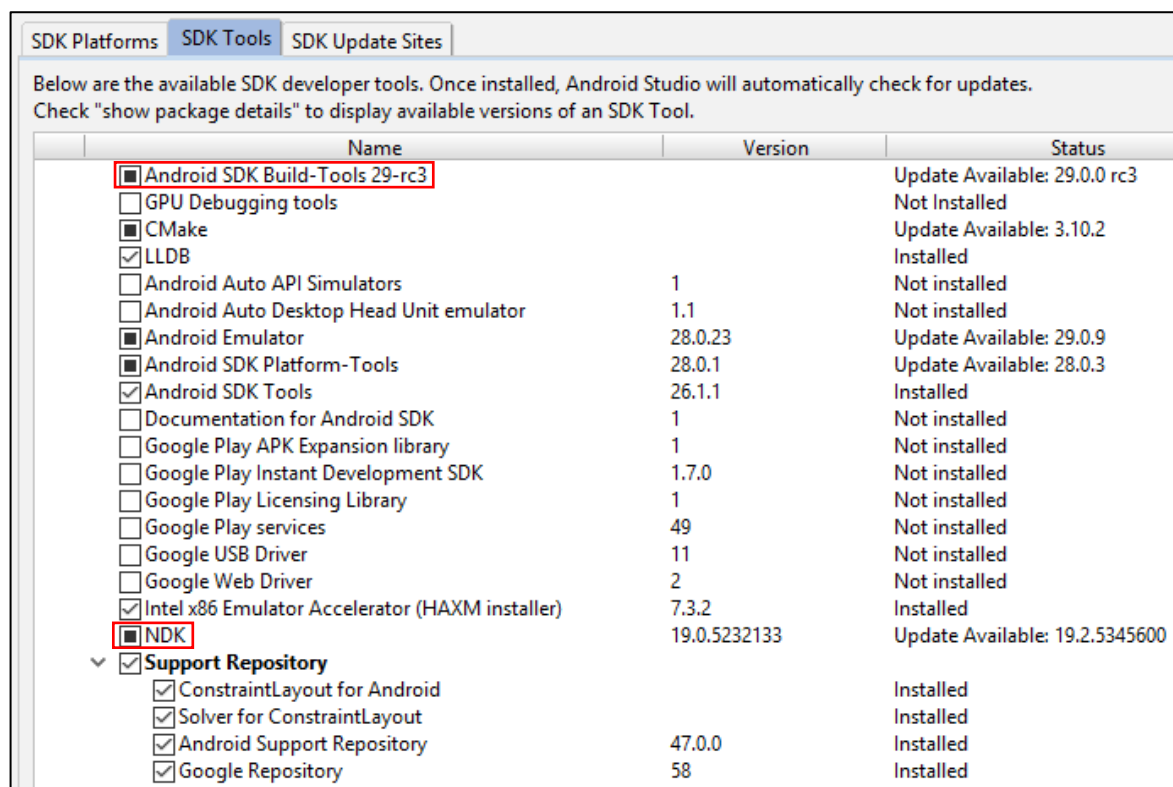 SDK Platforms SDK Tools SDK Update Sites
Below are the available SDK developer tools. Once installed, Android Studio will automatically check for updates.
Check "show package details" to display available versions of an SDK Tool.
Name Version Status
Android SDK Build-Tools 29-rc3 Update Available: 29.0.0 rc3
GPU Debugging tools Not Installed
CMake Update Available: 3.10.2
LLDB Installed
Android Auto API Simulators 1 Not installed
Android Auto Desktop Head Unit emulator 1.1 Not installed
Android Emulator 28.0.23 Update Available: 29.0.9
Android SDK Platform-Tools 28.0.1 Update Available: 28.0.3
Android SDK Tools 26.1.1 Installed
Documentation for Android SDK 1 Not installed
Google Play APK Expansion library 1 Not installed
Google Play Instant Development SDK 1.7.0 Not installed
Google Play Licensing Library 1 Not installed
Google Play services 49 Not installed
Google USB Driver 11 Not installed
Google Web Driver 2 Not installed
Intel x86 Emulator Accelerator (HAXM installer) 7.3.2 Installed
NDK 19.0.5232133 Update Available: 19.2.5345600
Support Repository
ConstraintLayout for Android Installed
Solver for ConstraintLayout Installed
Android Support Repository 47.0.0 Installed
Google Repository 58 Installed